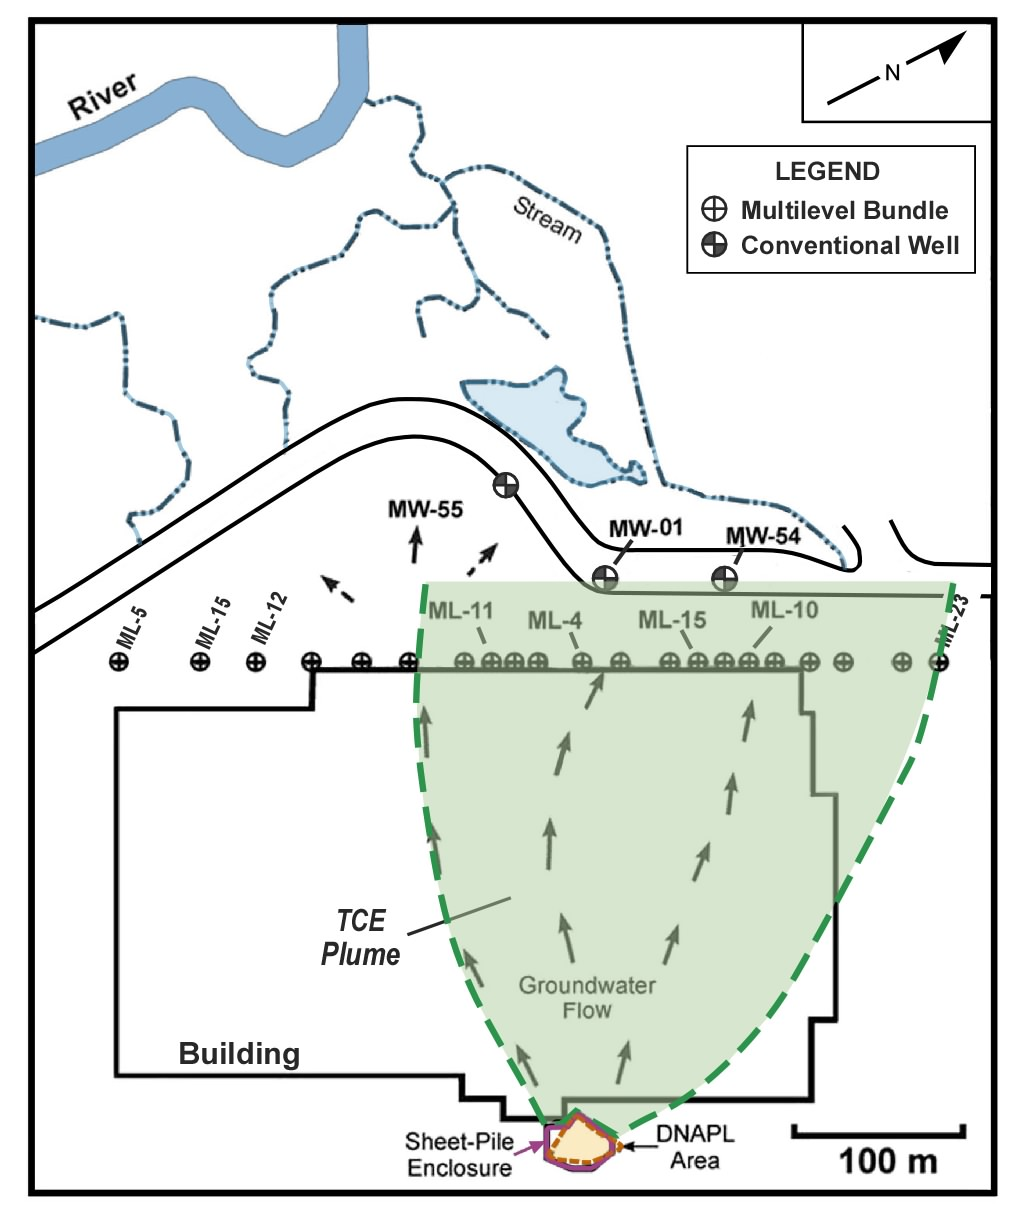 River
N
LEGEND
Multilevel Bundle
Conventional Well
Stream
MW-55
MW-01
MW-54
ML-5
ML-15
ML-12
ML-11
ML-4
ML-15
ML-10
ML-23
TCE
Plume
Groundwater
Flow
Building
Sheet-Pile
Enclosure
DNAPL
Area
100 m